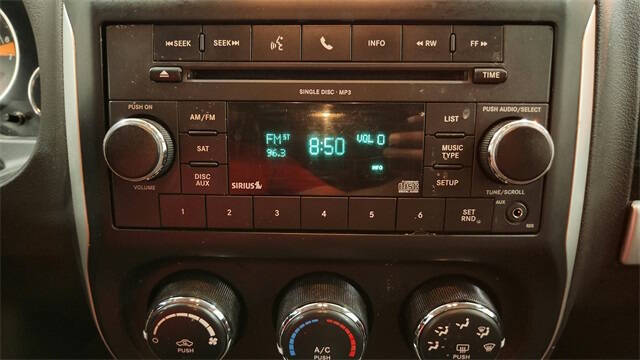 SEEK SEEK INFO RW FF
SINGLE DISC · MP3 TIME
PUSH ON AM/FM LIST PUSH AUDIO/SELECT
FM ST 8:50 VOL 0
96.3
SAT MUSIC TYPE
INFO
DISC AUX SIRIUS SETUP
VOLUME TUNE/SCROLL
1 2 3 4 5 6 SET RND AUX
A/C
PUSH PUSH PUSH